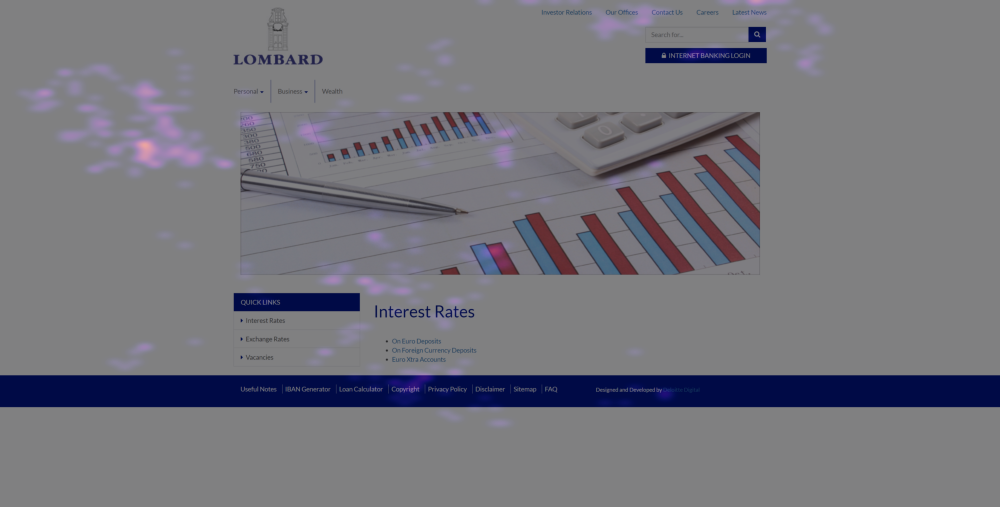 Investor Relations Our Offices Contact Us Careers Latest News
LOMBARD
Search for...
INTERNET BANKING LOGIN
Personal Business Wealth
QUICK LINKS
Interest Rates
Exchange Rates
Vacancies
Interest Rates
On Euro Deposits
On Foreign Currency Deposits
Euro Xtra Accounts
Useful Notes IBAN Generator Loan Calculator Copyright Privacy Policy Disclaimer Sitemap FAQ
Designed and Developed by Digital